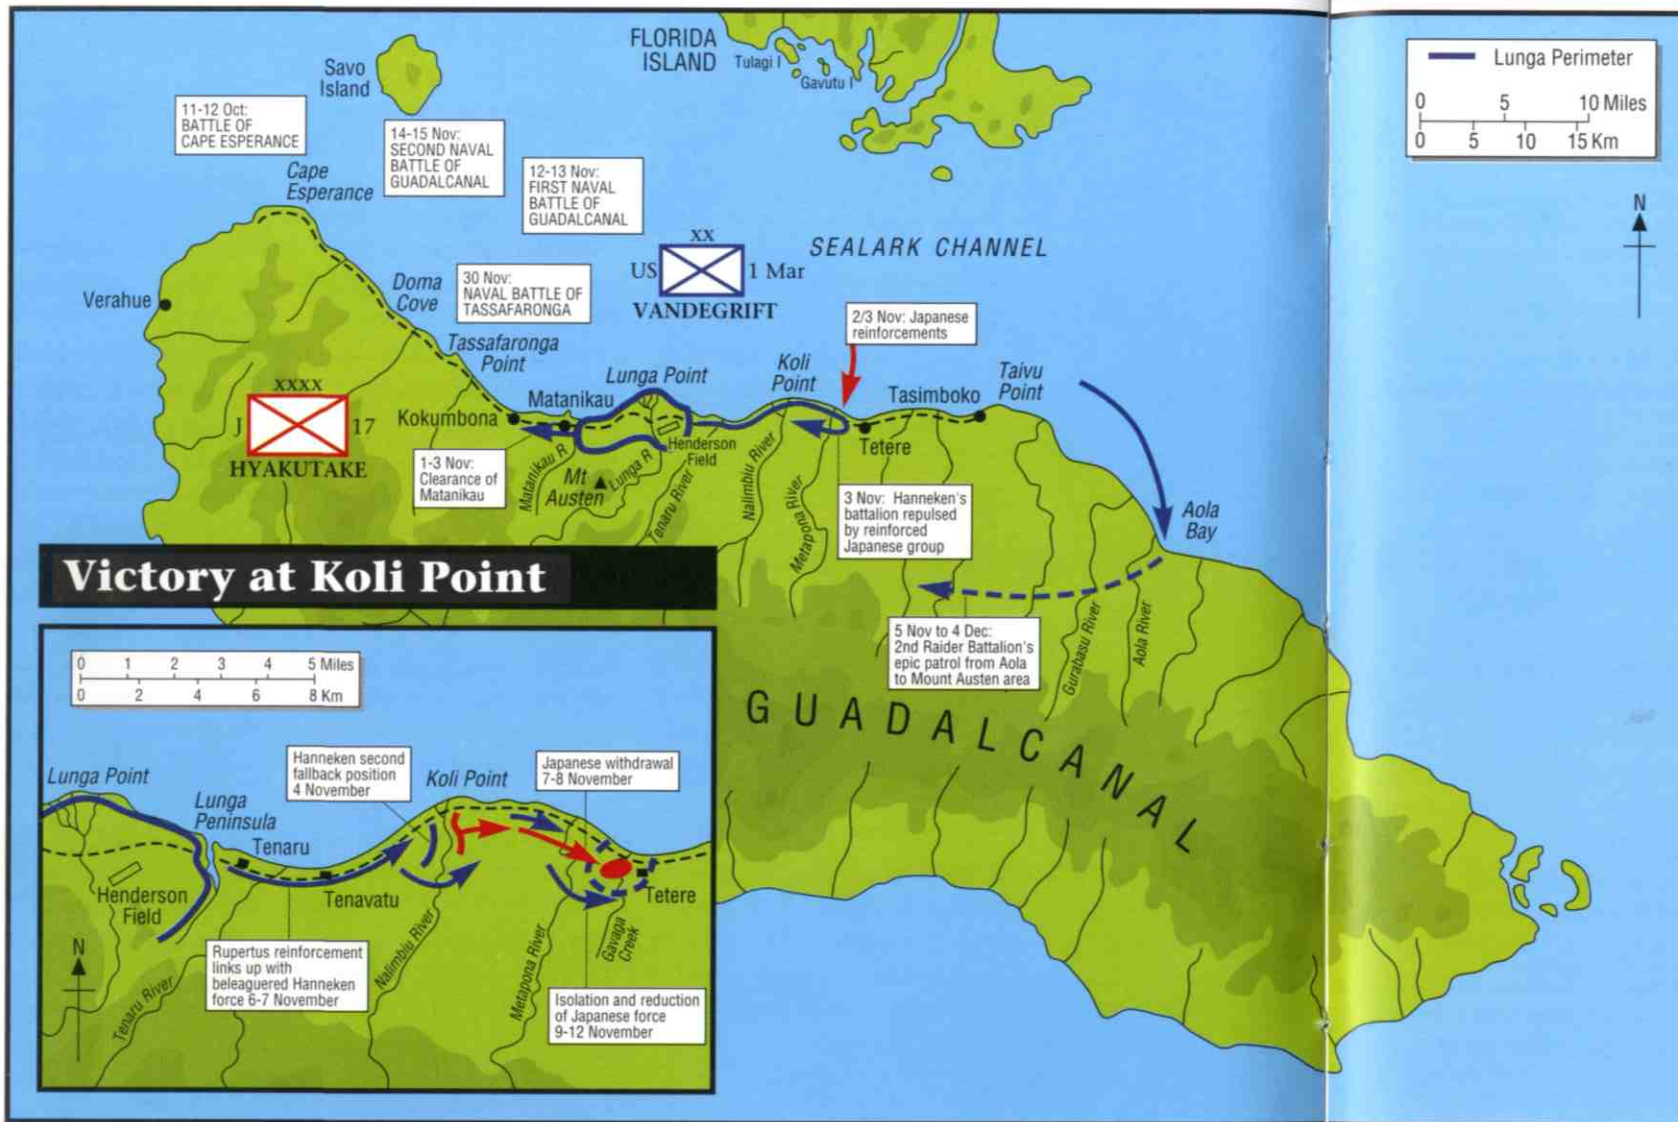 FLORIDA
ISLAND
Tulagi I
Gavutu I
Savo
Island
Lunga Perimeter
0 5 10 Miles
0 5 10 15 Km
N
11-12 Oct:
BATTLE OF
CAPE ESPERANCE
14-15 Nov:
SECOND NAVAL
BATTLE OF
GUADALCANAL
12-13 Nov:
FIRST NAVAL
BATTLE OF
GUADALCANAL
Cape
Esperance
XX
US 1 Mar
VANDEGRIFT
SEALARK CHANNEL
Verahue
Doma
Cove
30 Nov:
NAVAL BATTLE OF
TASSAFARONGA
2/3 Nov: Japanese
reinforcements
Tassafaronga
Point
XXXX
J 17
HYAKUTAKE
Kokumbona
Matanikau
Lunga Point
Koli
Point
Tasimboko
Taivu
Point
Tetere
Henderson
Field
1-3 Nov:
Clearance of
Matanikau
Matanikau R
Mt
Austen
Lunga R
Tenaru River
Nalimbiu River
Metapona River
3 Nov: Hanneken's
battalion repulsed
by reinforced
Japanese group
Aola
Bay
5 Nov to 4 Dec:
2nd Raider Battalion's
epic patrol from Aola
to Mount Austen area
Gurabasu River
Aola River
GUADALCANAL
Victory at Koli Point
0 1 2 3 4 5 Miles
0 2 4 6 8 Km
Lunga Point
Lunga
Peninsula
Hanneken second
fallback position
4 November
Koli Point
Japanese withdrawal
7-8 November
Tenaru
Henderson
Field
Tenavatu
Tetere
Gavaga
Creek
N
Tenaru River
Rupertus reinforcement
links up with
beleaguered Hanneken
force 6-7 November
Nalimbiu River
Metapona River
Isolation and reduction
of Japanese force
9-12 November